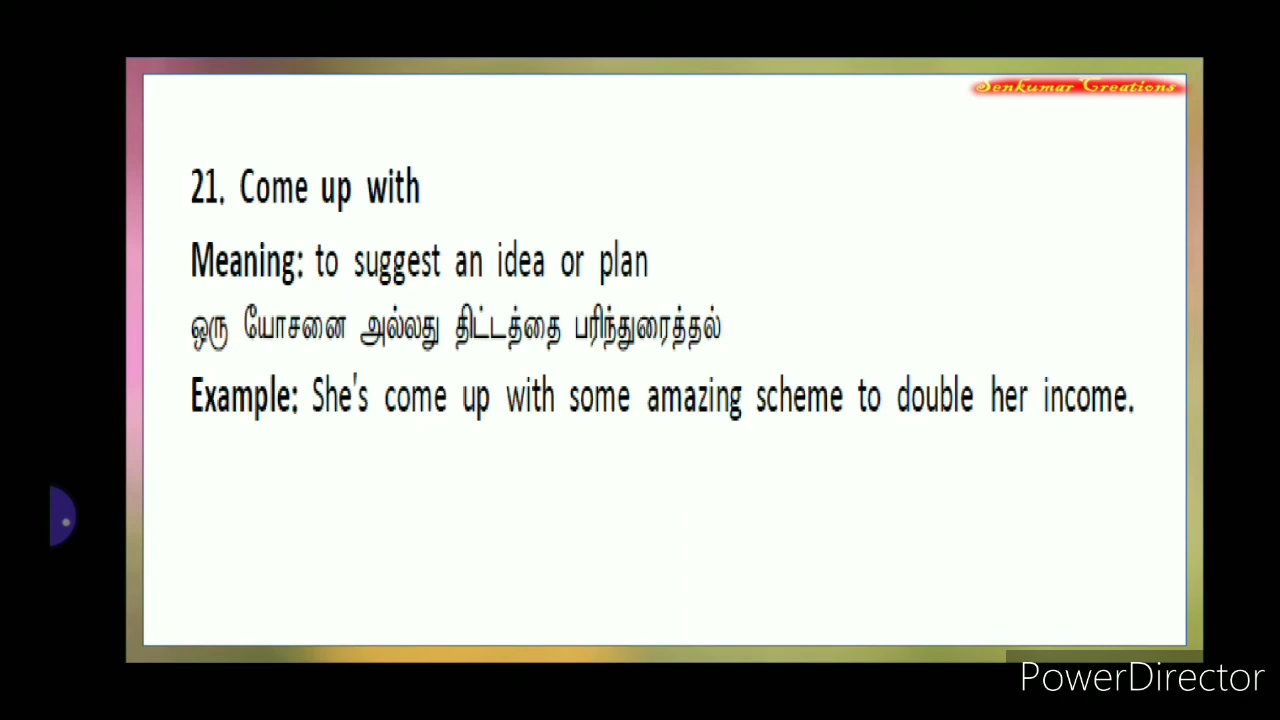 Senkumar Creations
21. Come up with
Meaning: to suggest an idea or plan
ஒரு யோசனை அல்லது திட்டத்தை பரிந்துரைத்தல்
Example: She's come up with some amazing scheme to double her income.
PowerDirector